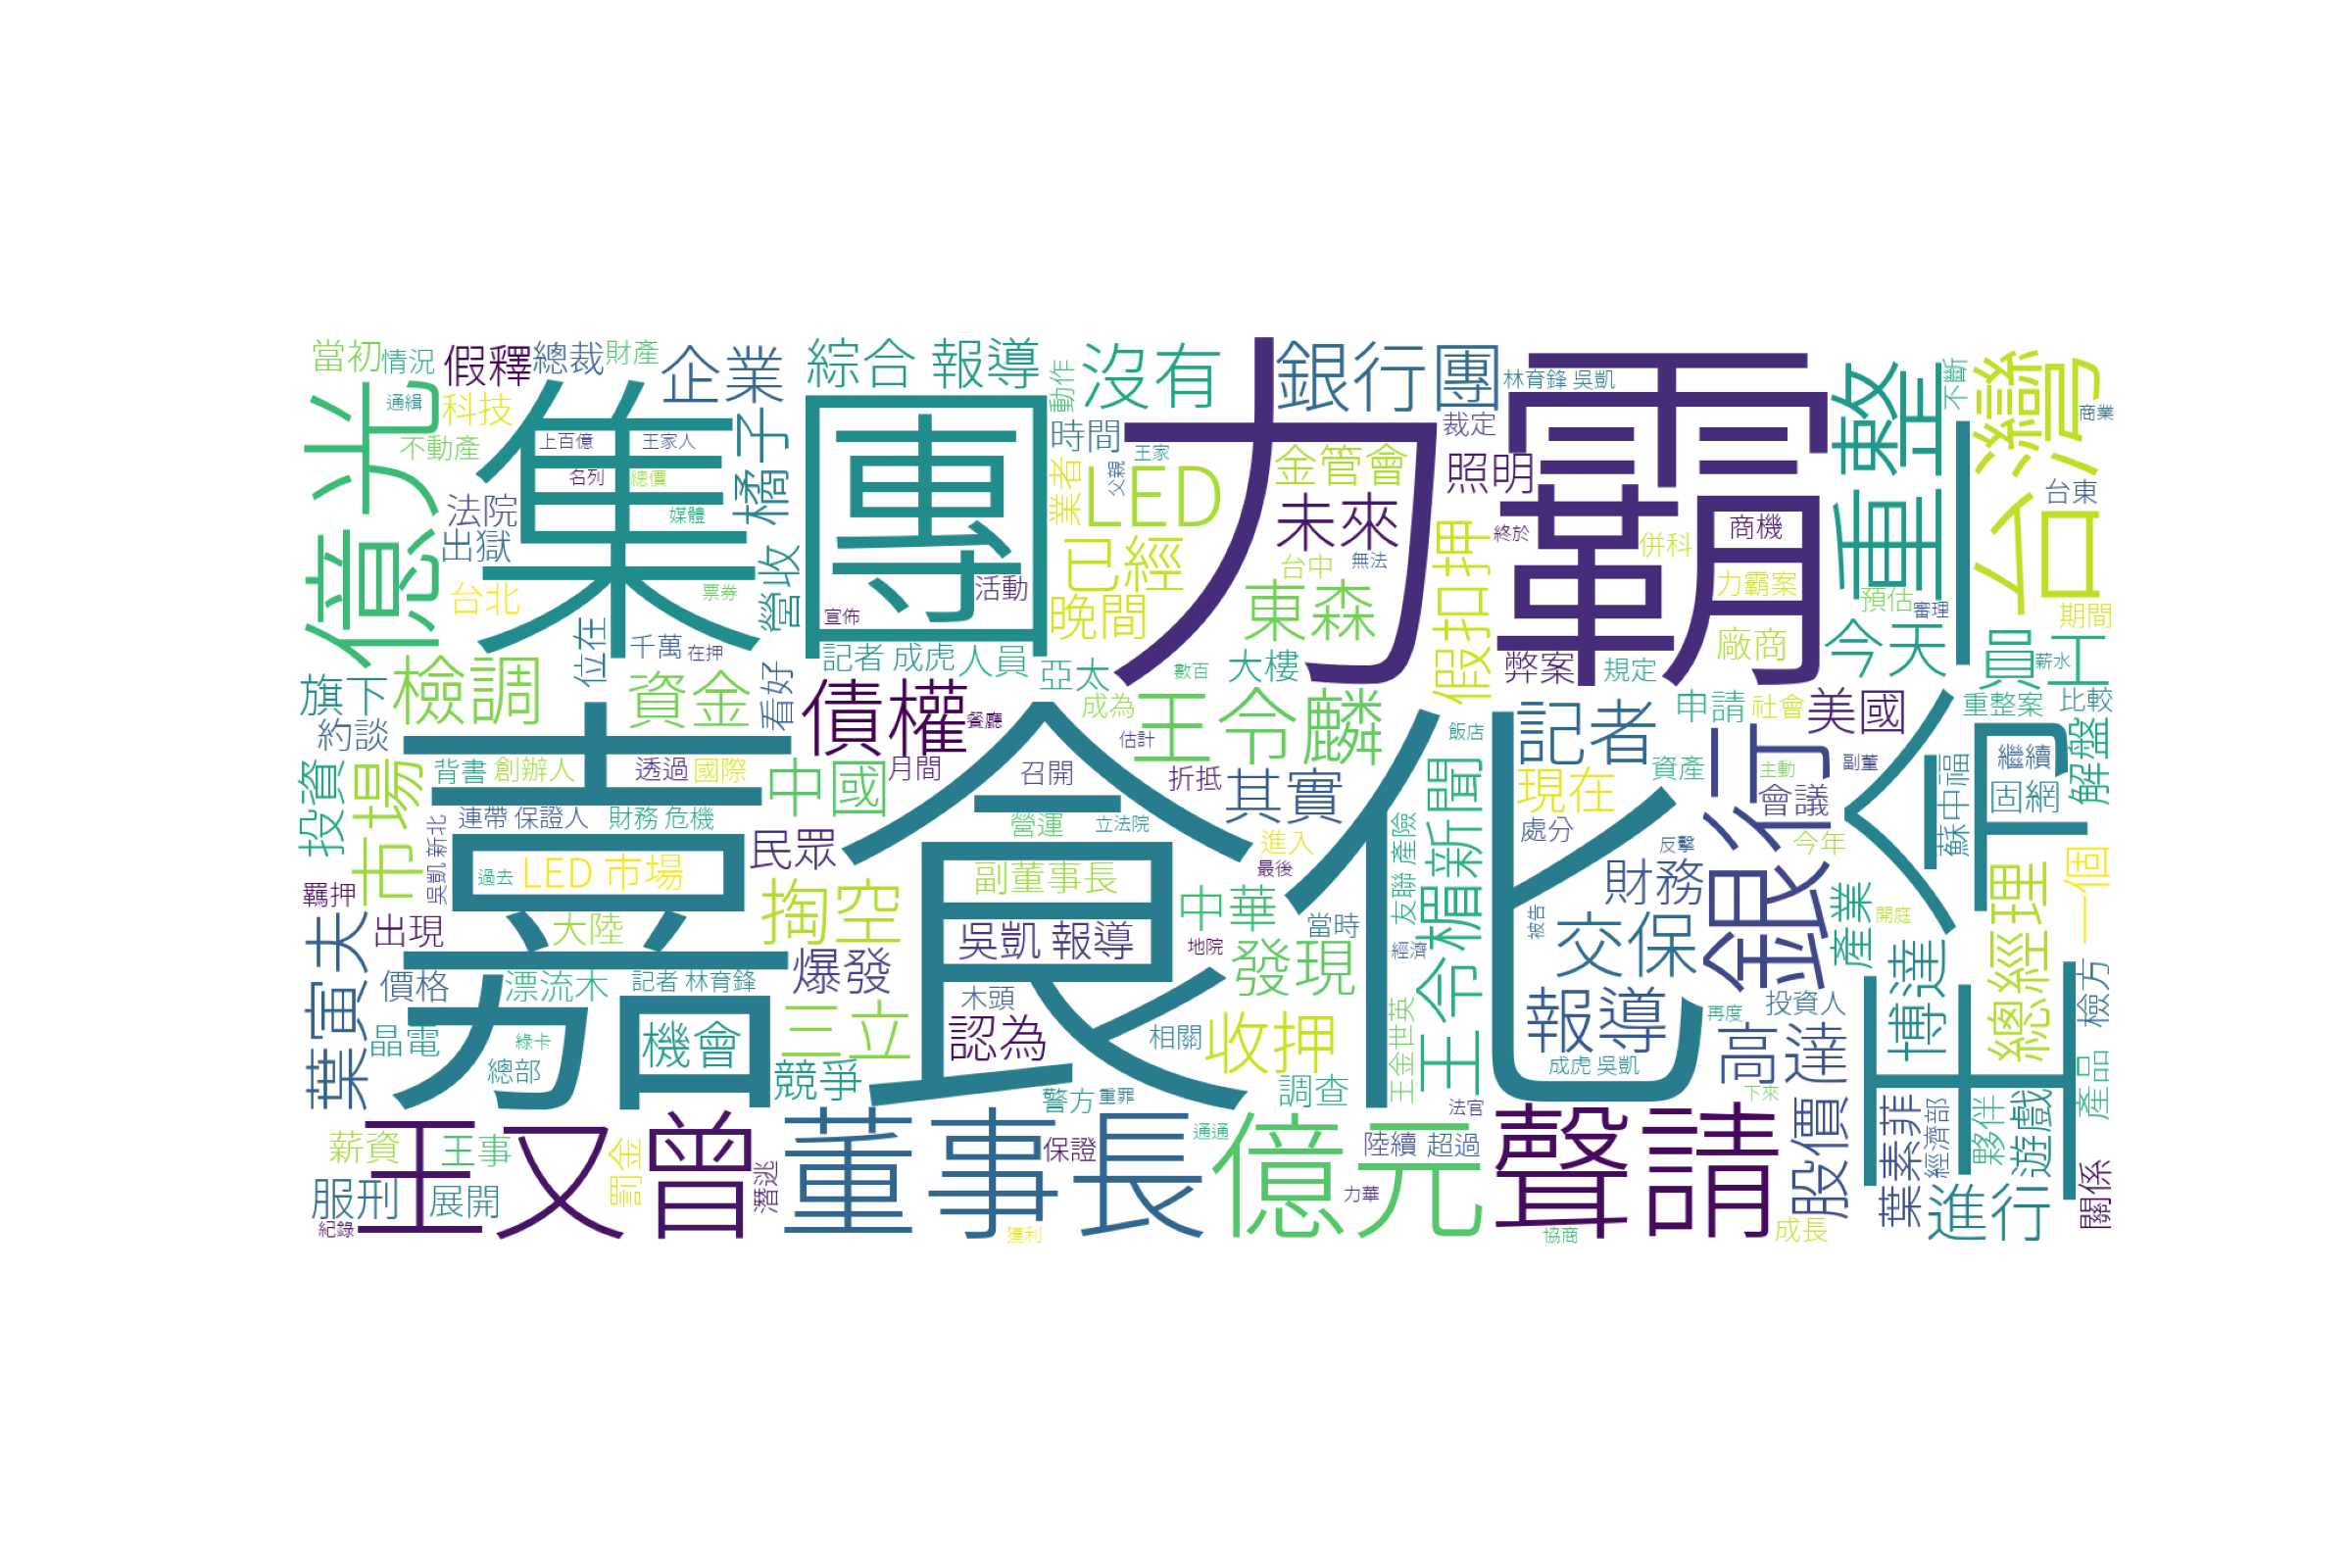 當初
情況
假釋
總裁
財產
企業
綜合 報導
沒有
銀行團
林育鋒 吳凱
不斷
台灣
億光
通緝
科技
不動產
上百億
王家人
名列
總價
媒體
集團
橘子
動作
時間
王家
業者
父親
LED
金管會
裁定
力霸
照明
重整
商業
台東
法院
出獄
台北
票券
營收
活動
宣佈
已經
未來
台中
無法
終於
併科
商機
力霸案
預估
審理
期間
位在
千萬
在押
晚間
東森
假扣押
弊案
規定
廠商
今天
員工
薪水
記者 成虎
人員
亞太
數百
大樓
旗下
檢調
資金
看好
債權
餐廳
成為
估計
王令麟
飯店
記者
申請
社會
美國
重整案
比較
約談
背書
創辦人
透過
國際
中國
月間
召開
折抵
其實
現在
資產
主動
副董
會議
蘇中福
繼續
固網
解盤
投資
市場
連帶 保證人
財務 危機
吳凱 新北
嘉食化
營運
立法院
王令楣
新聞
友聯 產險
處分
反擊
今年
銀行
羈押
過去
LED 市場
民眾
副董事長
進入
最後
財務
產業
開庭
總經理
一個
葉富夫
出現
大陸
掏空
中華
當時
被告
經濟
交保
價格
漂流木
記者 林育鋒
爆發
吳凱 報導
地院
發現
王金世英
報導
投資人
博達
檢方
晶電
綠卡
總部
機會
三立
木頭
認為
相關
收押
成虎 吳凱
再度
高達
競爭
警方
重罪
調查
法官
下來
產品
王又曾
董事長
億元
聲請
股價
葉素菲
經濟部
夥伴
遊戲
薪資
王事
罰金
潛逃
保證
通通
陸續 超過
服刑
展開
力華
進行
關係
紀錄
獲利
協商
成長